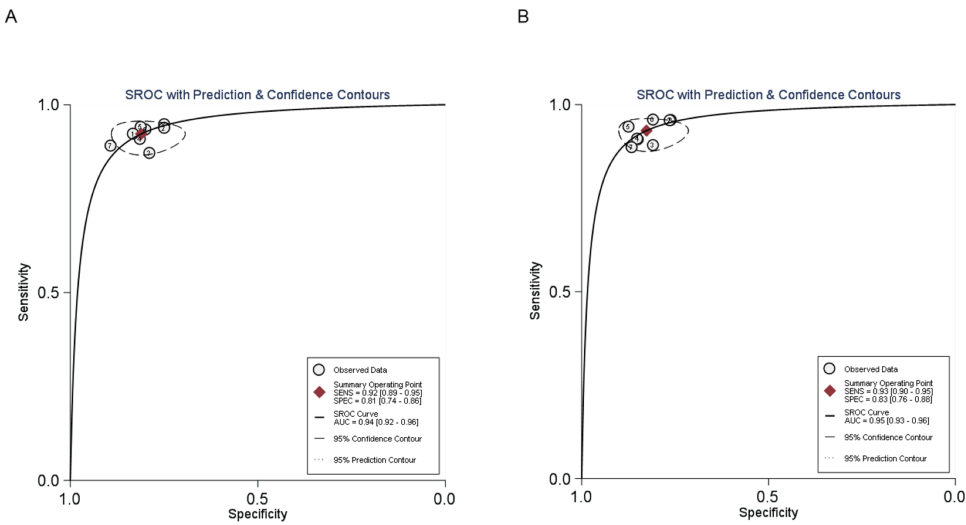 A
SROC with Prediction & Confidence Contours
1.0
0.5
0.0
Sensitivity
1.0
0.5
0.0
Specificity
Observed Data
Summary Operating Point
SENS = 0.92 [0.89 - 0.95]
SPEC = 0.81 [0.74 - 0.86]
SROC Curve
AUC = 0.94 [0.92 - 0.96]
95% Confidence Contour
95% Prediction Contour
B
SROC with Prediction & Confidence Contours
1.0
0.5
0.0
Sensitivity
1.0
0.5
0.0
Specificity
Observed Data
Summary Operating Point
SENS = 0.93 [0.90 - 0.95]
SPEC = 0.83 [0.76 - 0.88]
SROC Curve
AUC = 0.95 [0.93 - 0.96]
95% Confidence Contour
95% Prediction Contour